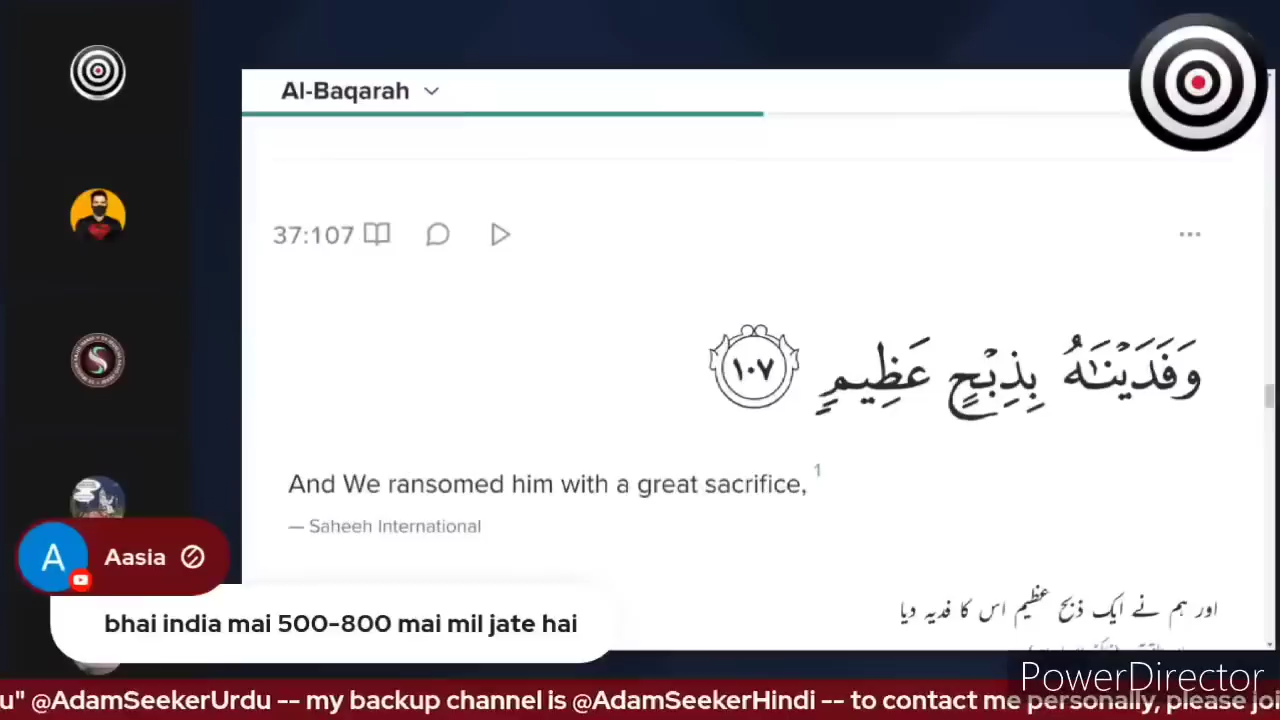 Al-Baqarah
37:107
وَفَدَيْنَـٰهُ بِذِبْحٍ عَظِيمٍ ١٠٧
And We ransomed him with a great sacrifice, 1
— Saheeh International
اور ہم نے ایک ذبح عظیم اس کا فدیہ دیا
A Aasia
bhai india mai 500-800 mai mil jate hai
PowerDirector
u" @AdamSeekerUrdu -- my backup channel is @AdamSeekerHindi -- to contact me personally, please joi